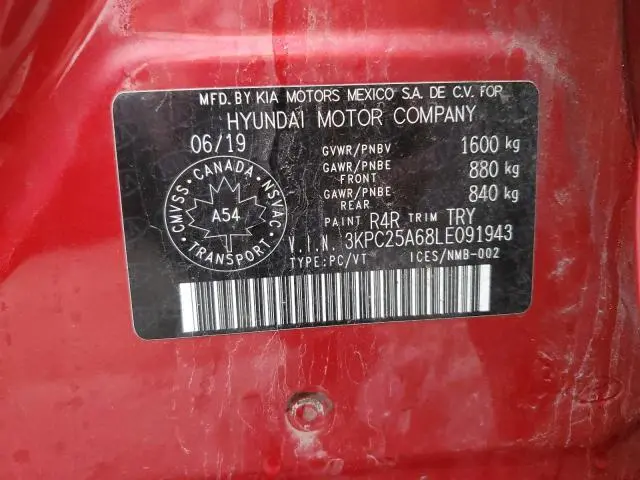 MFD. BY KIA MOTORS MEXICO S.A. DE C.V. FOR
HYUNDAI MOTOR COMPANY
06/19
GVWR/PNBV 1600 kg
GAWR/PNBE FRONT 880 kg
GAWR/PNBE REAR 840 kg
PAINT R4R TRIM TRY
V.I.N. 3KPC25A68LE091943
TYPE:PC/VT ICES/NMB-002
CANADA
CMVSS · NSVAC
A54
TRANSPORT